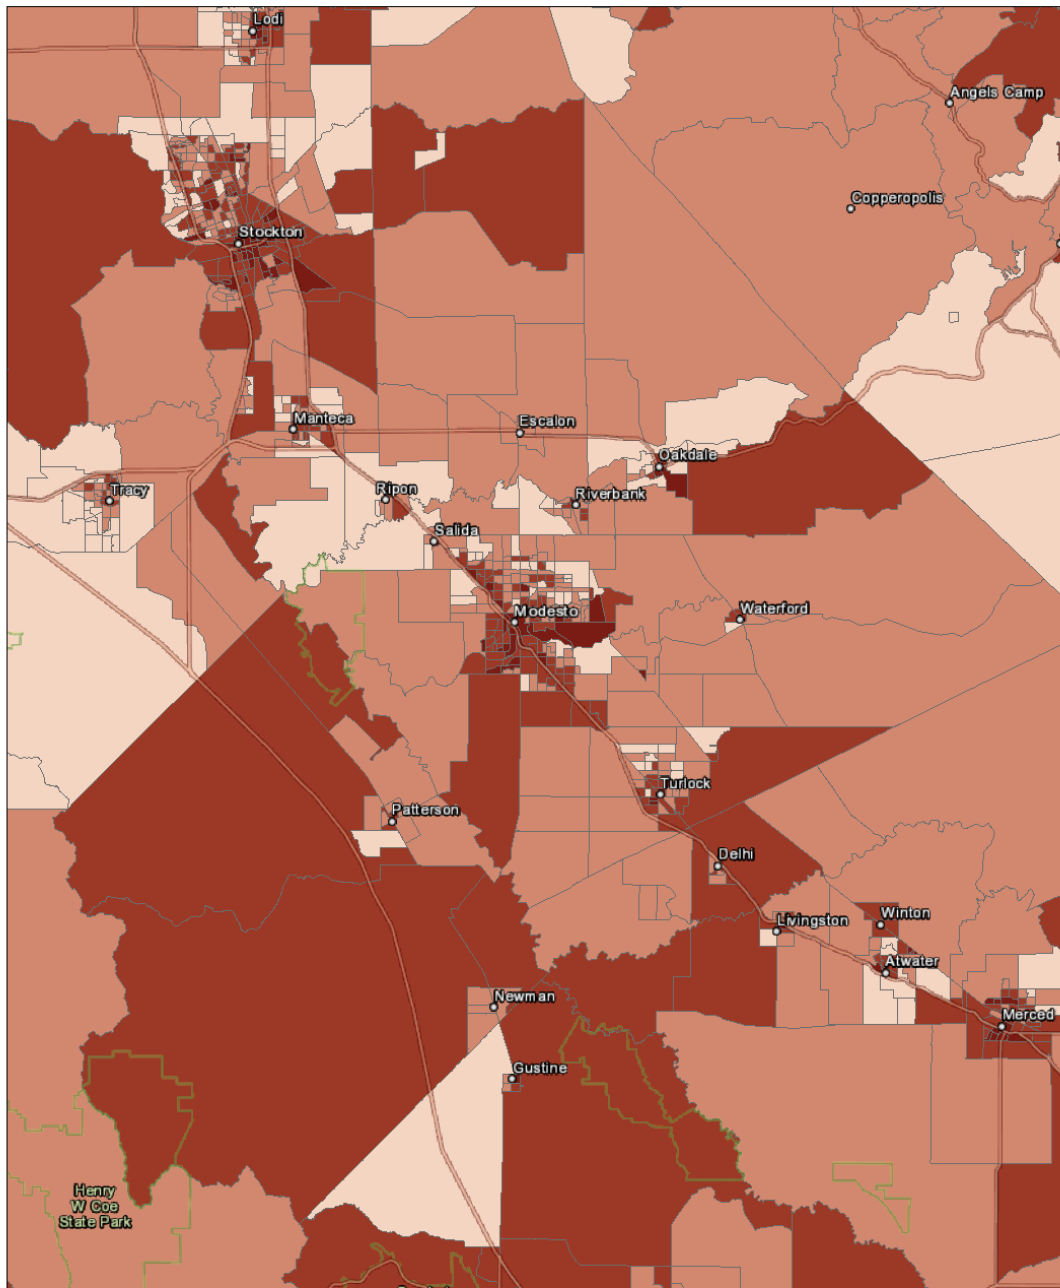 Lodi
Angels Camp
Copperopolis
Stockton
Manteca
Escalon
Oakdale
Tracy
Ripon
Riverbank
Salida
Modesto
Waterford
Turlock
Patterson
Delhi
Livingston
Winton
Atwater
Newman
Merced
Gustine
Henry
W Coe
State Park